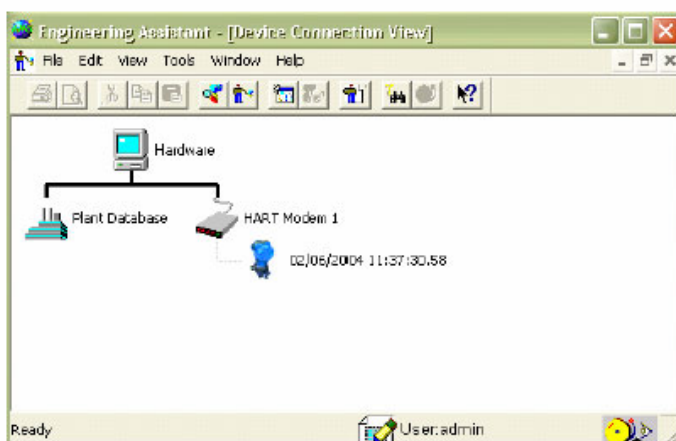 Engineering Assistant - [Device Connection View]
File Edit View Tools Window Help
Hardware
Plant Database HART Modem 1
02/06/2004 11:37:30.58
Ready User:admin